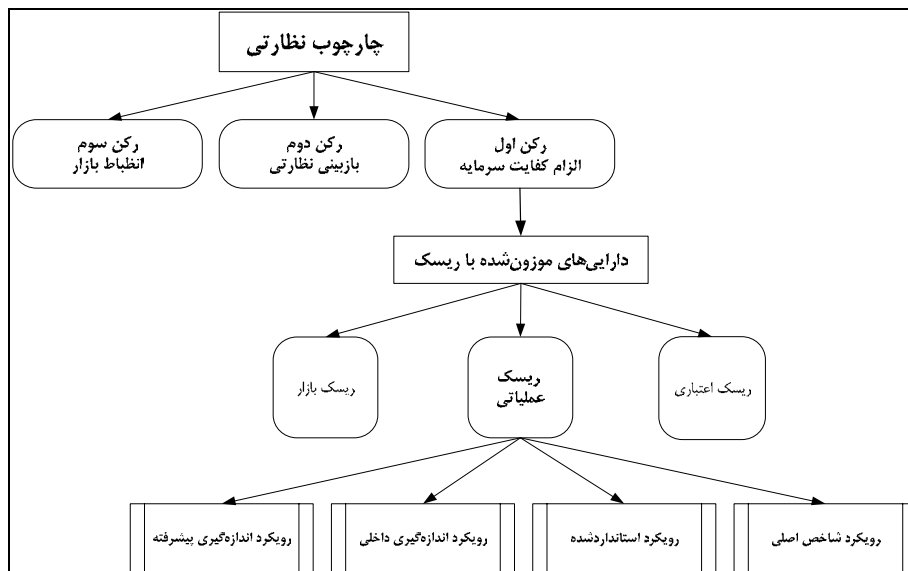 چارچوب نظارتی
رکن اول
الزام کفایت سرمایه
رکن دوم
بازبینی نظارتی
رکن سوم
انظباط بازار
دارایی‌های موزون‌شده با ریسک
ریسک اعتباری
ریسک
عملیاتی
ریسک بازار
رویکرد شاخص اصلی
رویکرد استانداردشده
رویکرد اندازه‌گیری داخلی
رویکرد اندازه‌گیری پیشرفته